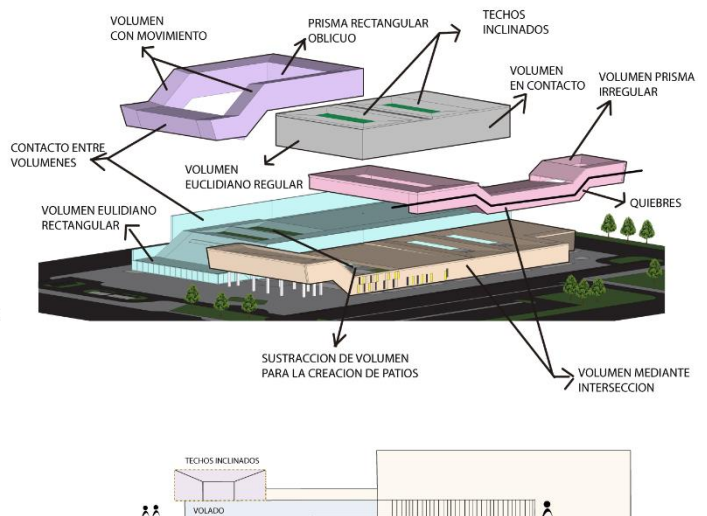 VOLUMEN
CON MOVIMIENTO
PRISMA RECTANGULAR
OBLICUO
TECHOS
INCLINADOS
VOLUMEN
EN CONTACTO
VOLUMEN PRISMA
IRREGULAR
CONTACTO ENTRE
VOLUMENES
VOLUMEN
EUCLIDIANO REGULAR
VOLUMEN EULIDIANO
RECTANGULAR
QUIEBRES
SUSTRACCION DE VOLUMEN
PARA LA CREACION DE PATIOS
VOLUMEN MEDIANTE
INTERSECCION
TECHOS INCLINADOS
VOLADO